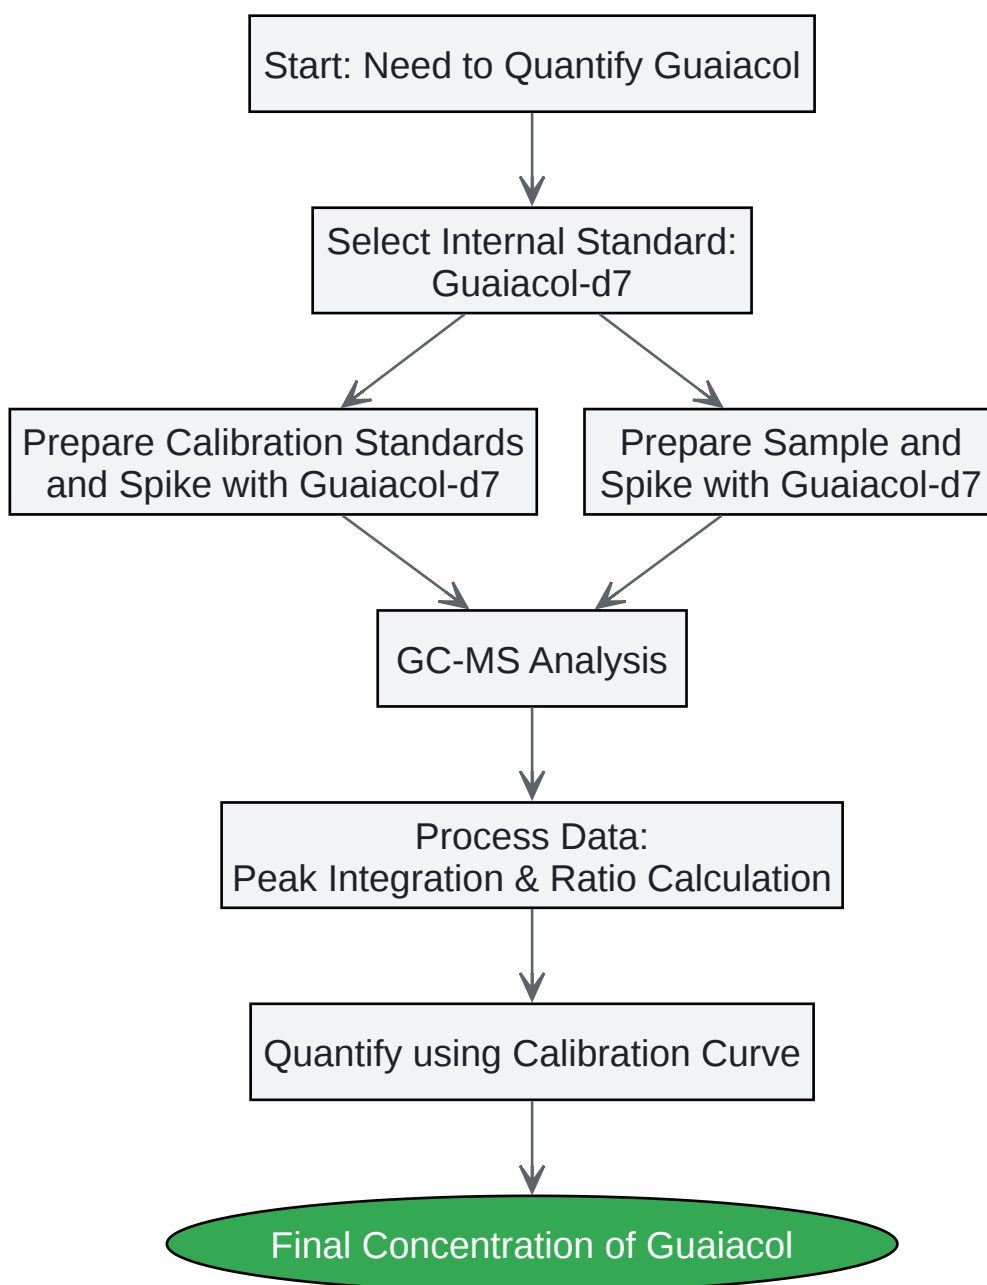 Start: Need to Quantify Guaiacol
Select Internal Standard:
Guaiacol-d7
Prepare Calibration Standards
and Spike with Guaiacol-d7
Prepare Sample and
Spike with Guaiacol-d7
GC-MS Analysis
Process Data:
Peak Integration & Ratio Calculation
Quantify using Calibration Curve
Final Concentration of Guaiacol